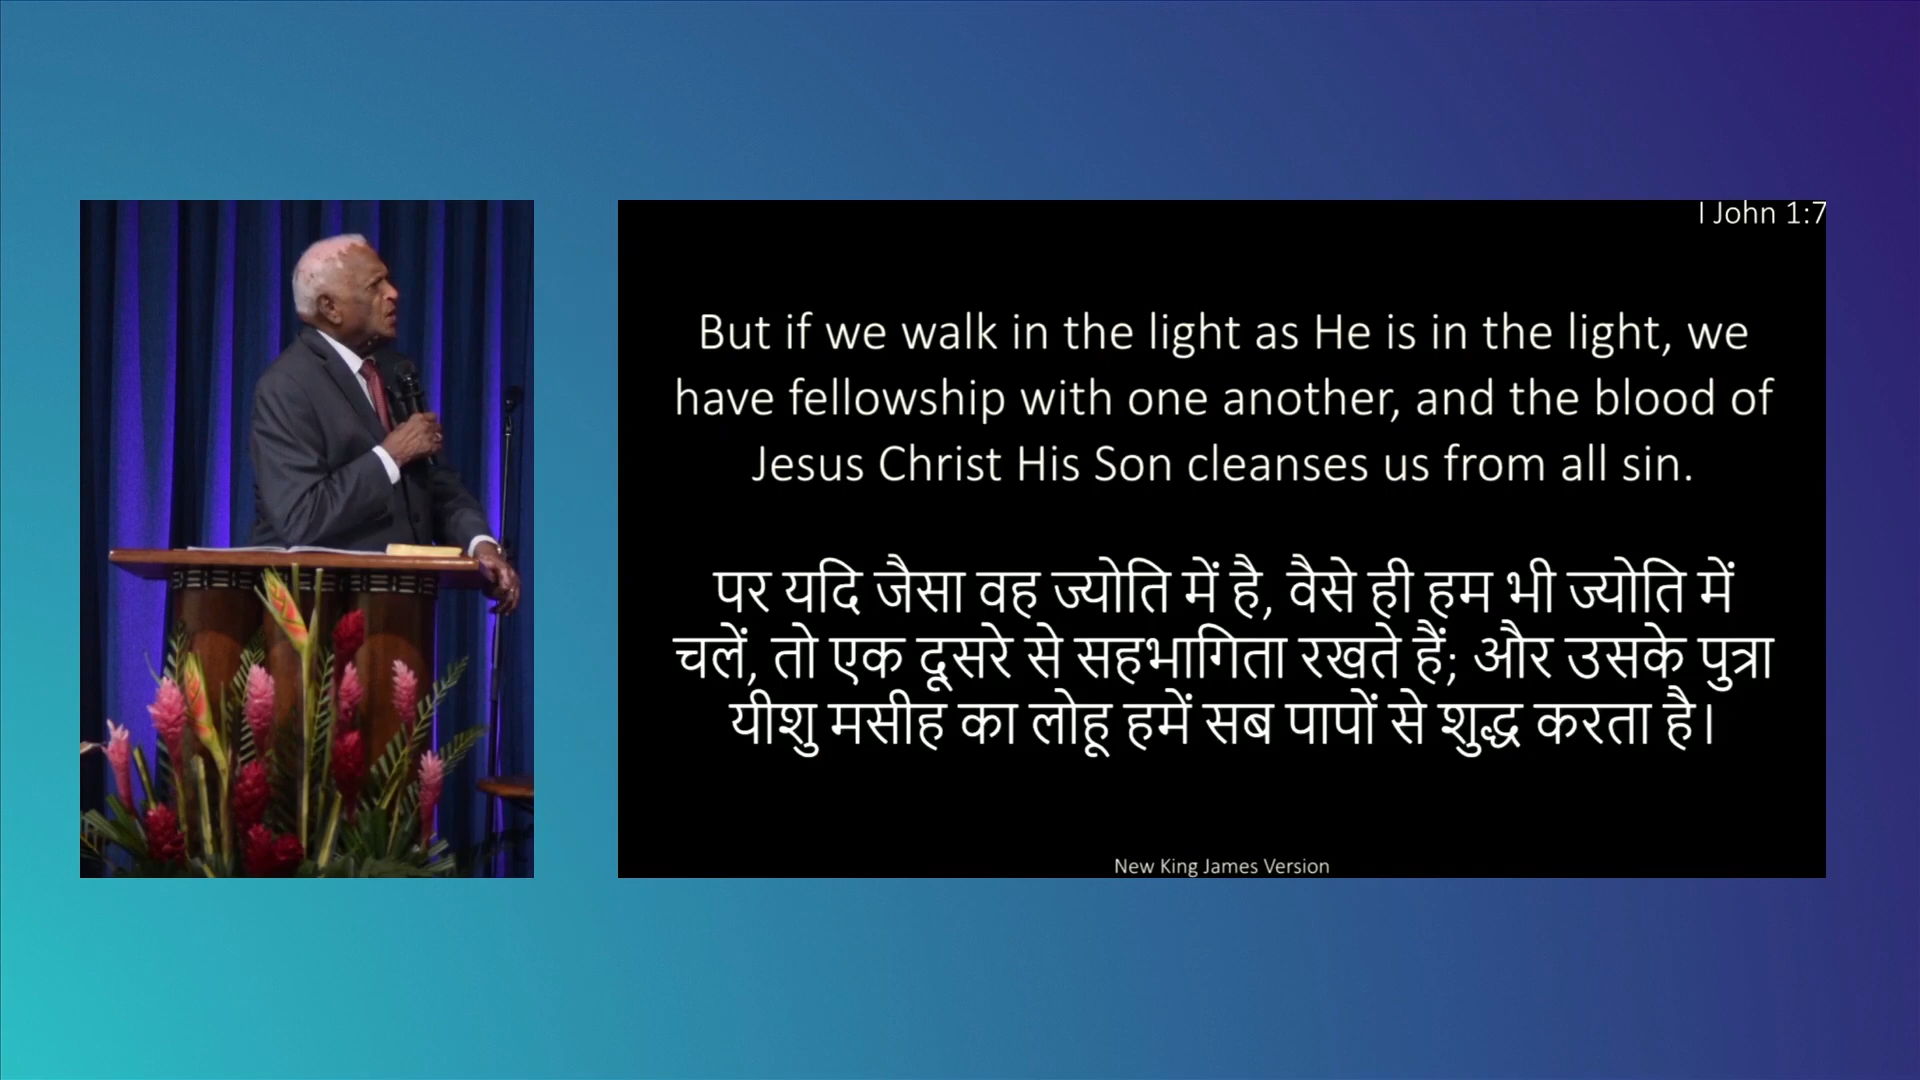 I John 1:7
But if we walk in the light as He is in the light, we
have fellowship with one another, and the blood of
Jesus Christ His Son cleanses us from all sin.
पर यदि जैसा वह ज्योति में है, वैसे ही हम भी ज्योति में
चलें, तो एक दूसरे से सहभागिता रखते हैं; और उसके पुत्रा
यीशु मसीह का लोहू हमें सब पापों से शुद्ध करता है।
New King James Version